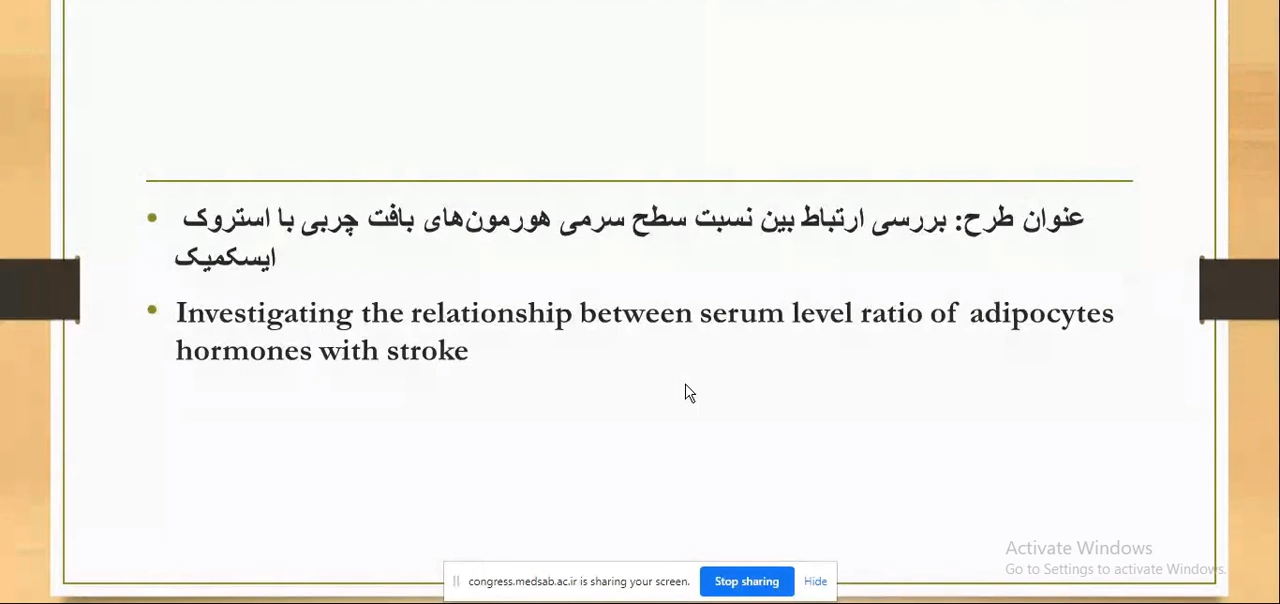 عنوان طرح: بررسی ارتباط بین نسبت سطح سرمی هورمون‌های بافت چربی با استروک
ایسکمیک
Investigating the relationship between serum level ratio of adipocytes
hormones with stroke
Activate Windows
Go to Settings to activate Windows.
congress.medsab.ac.ir is sharing your screen. Stop sharing Hide